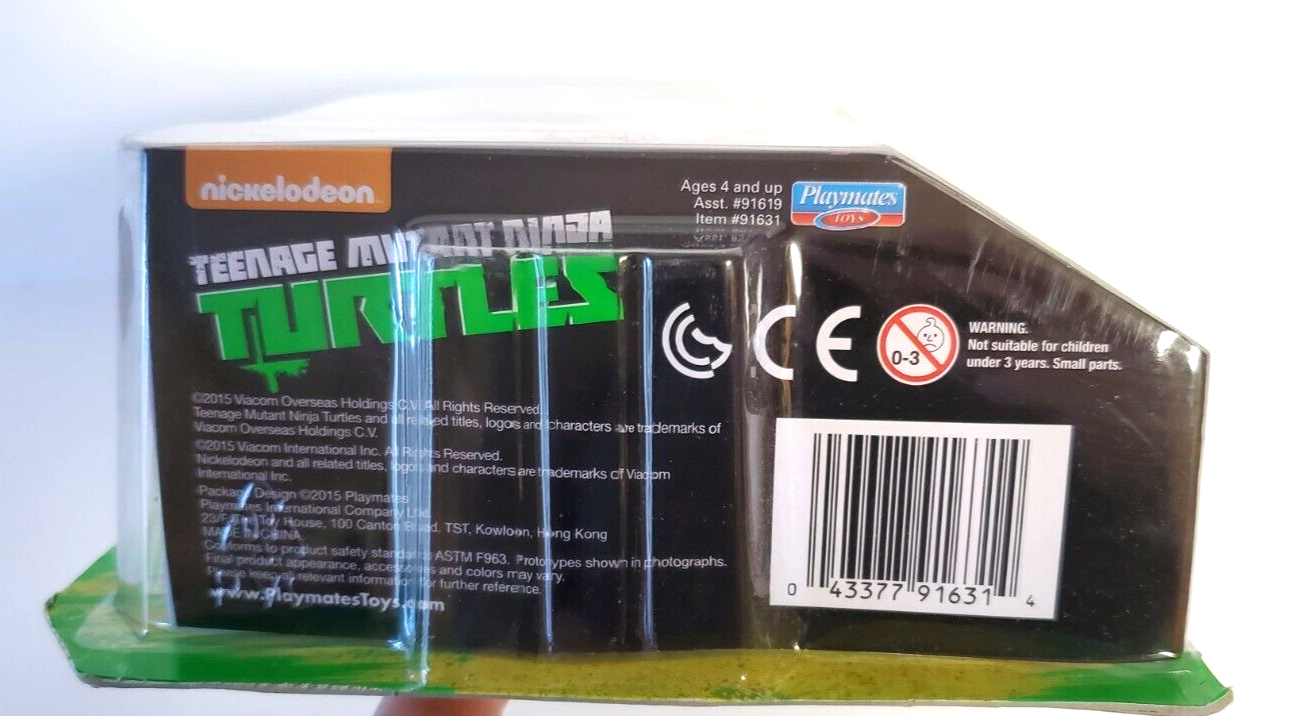 nickelodeon
TEENAGE MUTANT NINJA
TURTLES
Ages 4 and up
Asst. #91619
Item #91631
Playmates
TOYS
CE
0-3
WARNING.
Not suitable for children
under 3 years. Small parts.
©2015 Viacom Overseas Holdings C.V. All Rights Reserved.
Teenage Mutant Ninja Turtles and all related titles, logos and characters are trademarks of
Viacom Overseas Holdings C.V.
©2015 Viacom International Inc. All Rights Reserved.
Nickelodeon and all related titles, logos and characters are trademarks of Viacom
International Inc.
Package Design ©2015 Playmates
Playmates International Company Ltd.
Toy House, 100 Canton Road, TST, Kowloon, Hong Kong
MADE IN CHINA.
Conforms to product safety standard ASTM F963. Prototypes shown in photographs.
Final product appearance, accessories and colors may vary.
relevant information for further reference.
www.PlaymatesToys.com
0 43377 91631 4